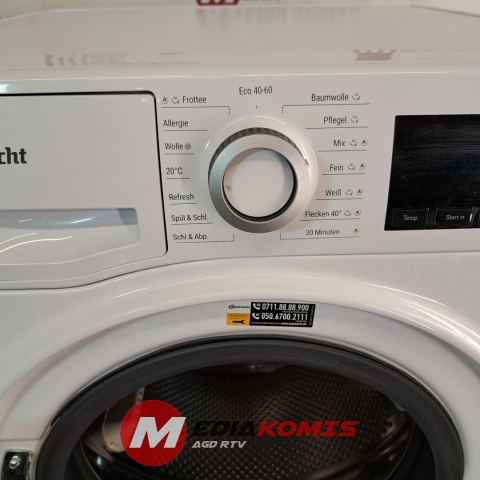 cht
Eco 40-60
Frottee
Allergie
Wolle
20°C
Refresh
Spül & Schl.
Schl.& Abp.
Baumwolle
Pflegel.
Mix
Fein
Weiß
Flecken 40°
30 Minuten
Temp.
Start in
0711.88.88.900
050.6700.2111
MEDIAKOMIS
AGD RTV